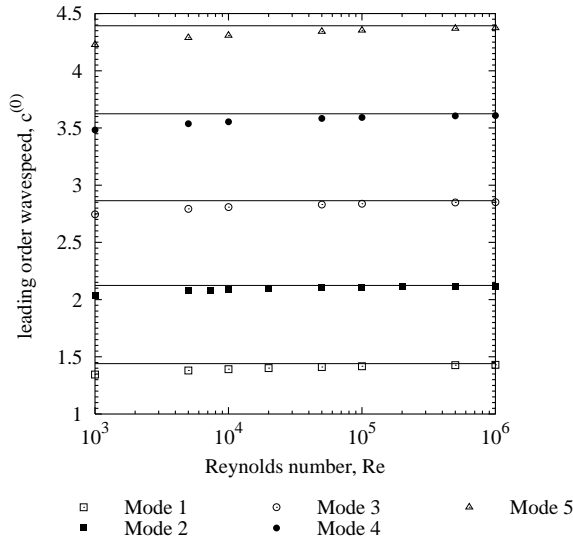 4.5
4
3.5
3
2.5
2
1.5
1
leading order wavespeed, c^(0)
10^3 10^4 10^5 10^6
Reynolds number, Re
Mode 1 Mode 3 Mode 5
Mode 2 Mode 4